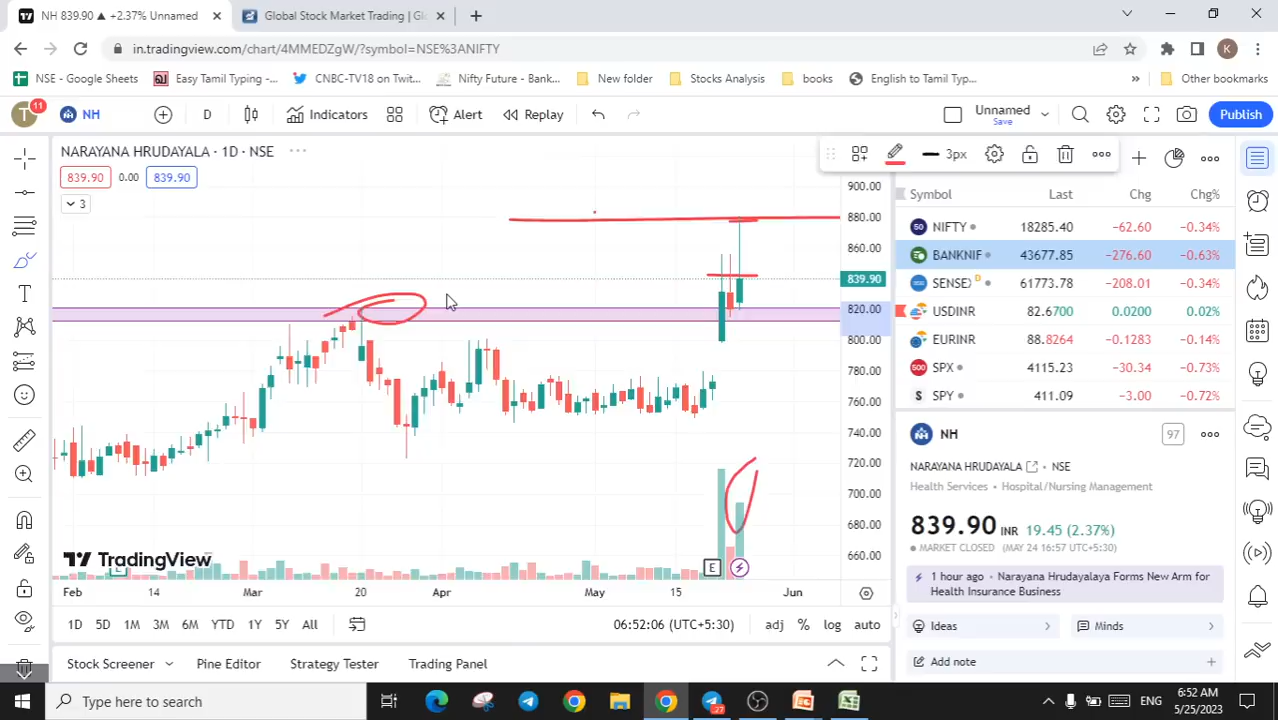 NH 839.90 ▲ +2.37% Unnamed
Global Stock Market Trading | Gl
in.tradingview.com/chart/4MMEDZgW/?symbol=NSE%3ANIFTY
K
NSE - Google Sheets
Easy Tamil Typing -...
CNBC-TV18 on Twit...
Nifty Future - Bank...
New folder
Stocks Analysis
books
English to Tamil Typ...
»
Other bookmarks
T 11
NH
D
Indicators
Alert
Replay
Unnamed
Save
Publish
NARAYANA HRUDAYALA · 1D · NSE
839.90 0.00 839.90
3
3px
900.00
880.00
860.00
839.90
820.00
800.00
780.00
760.00
740.00
720.00
700.00
680.00
660.00
TradingView
E
Feb 14 Mar 20 Apr May 15 Jun
1D 5D 1M 3M 6M YTD 1Y 5Y All
06:52:06 (UTC+5:30)
adj % log auto
Stock Screener
Pine Editor
Strategy Tester
Trading Panel
Symbol Last Chg Chg%
50 NIFTY 18285.40 −62.60 −0.34%
BANKNIF 43677.85 −276.60 −0.63%
SENSEX D 61773.78 −208.01 −0.34%
USDINR 82.6700 0.0200 0.02%
EURINR 88.8264 −0.1283 −0.14%
500 SPX 4115.23 −30.34 −0.73%
S SPY 411.09 −3.00 −0.72%
NH
97
NARAYANA HRUDAYALA · NSE
Health Services • Hospital/Nursing Management
839.90 INR 19.45 (2.37%)
MARKET CLOSED (MAY 24 16:57 UTC+5:30)
1 hour ago • Narayana Hrudayalaya Forms New Arm for
Health Insurance Business
Ideas
Minds
Add note
Type here to search
27
ENG
6:52 AM
5/25/2023